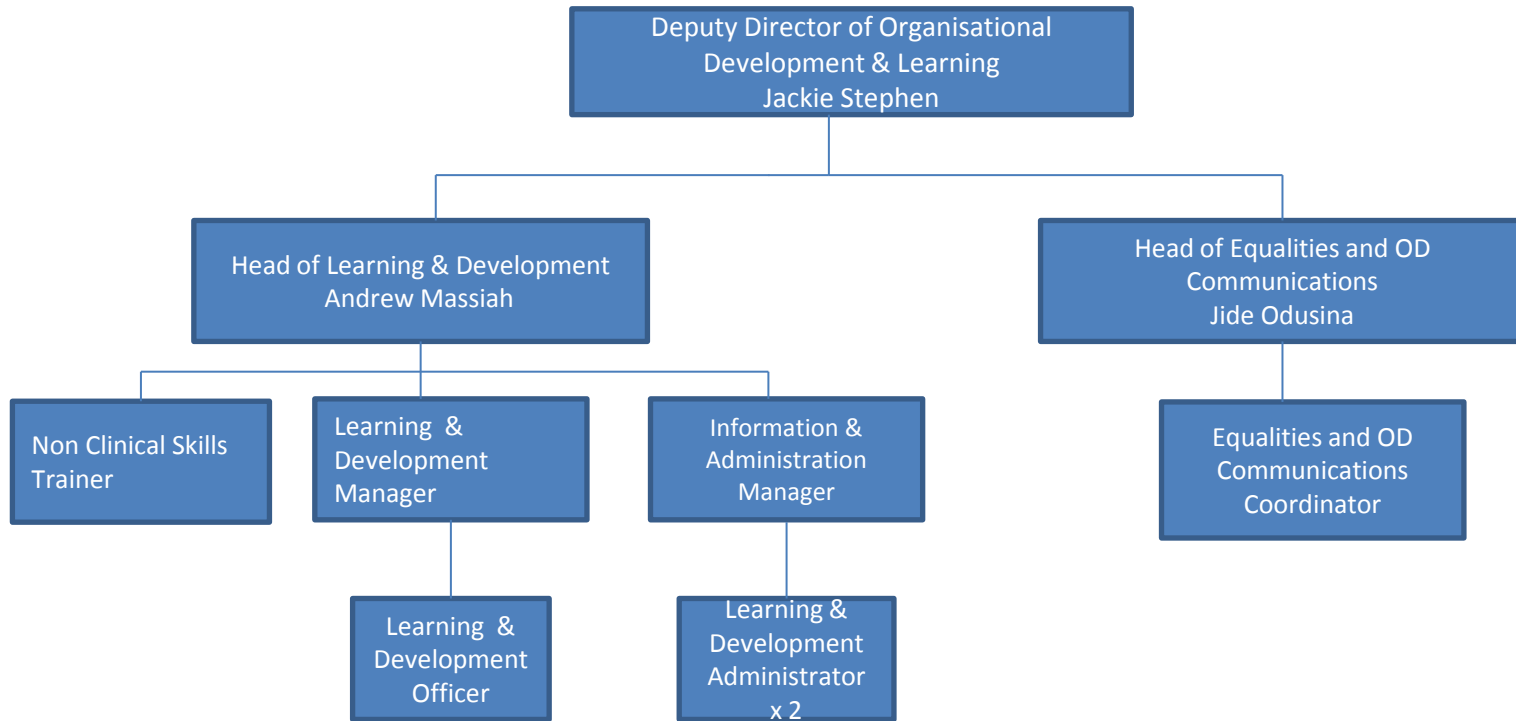 Deputy Director of Organisational
Development & Learning
Jackie Stephen
Head of Learning & Development
Andrew Massiah
Head of Equalities and OD
Communications
Jide Odusina
Non Clinical Skills
Trainer
Learning & 
Development
Manager
Information &
Administration
Manager
Equalities and OD
Communications
Coordinator
Learning &
Development
Officer
Learning &
Development
Administrator
x 2